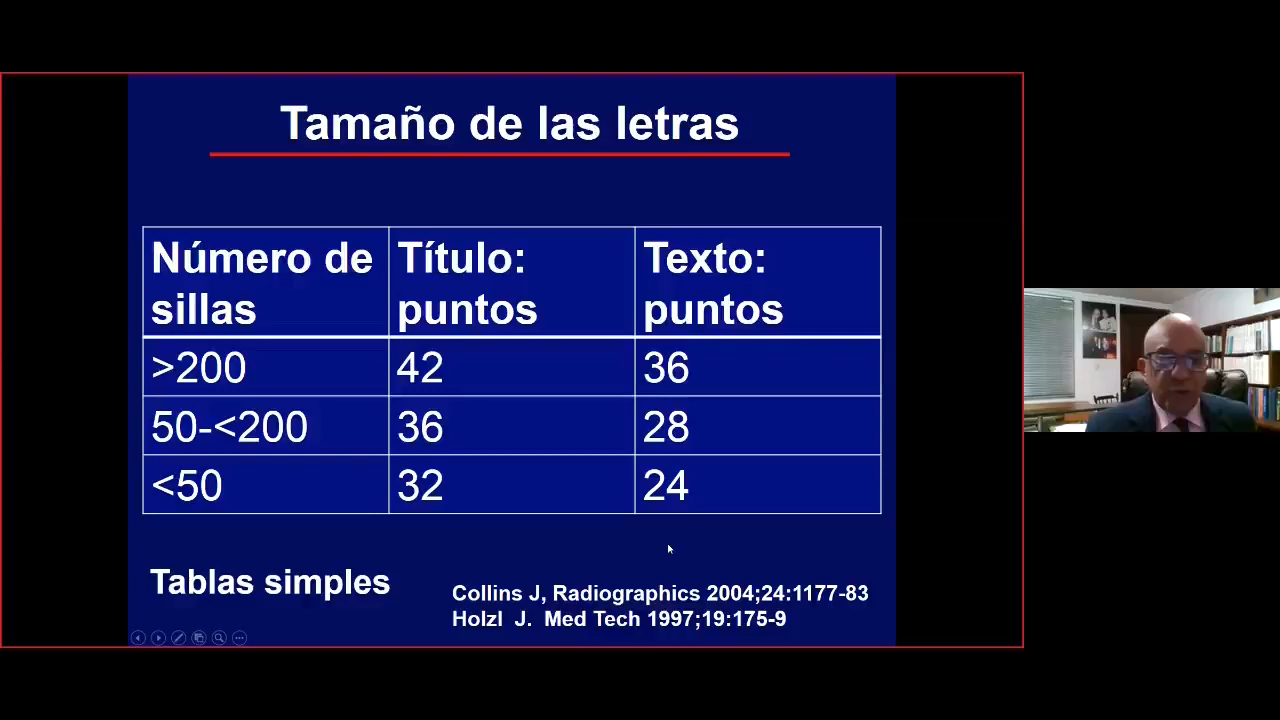 Tamaño de las letras
Número de sillas
Título: puntos
Texto: puntos
>200
42
36
50-<200
36
28
<50
32
24
Tablas simples
Collins J, Radiographics 2004;24:1177-83
Holzl J. Med Tech 1997;19:175-9